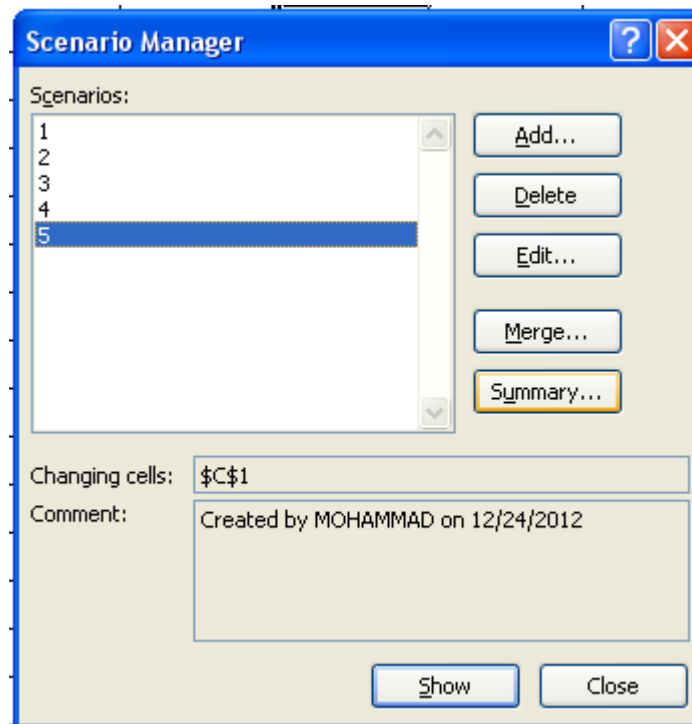 Scenario Manager
Scenarios:
1
2
3
4
5
Add...
Delete
Edit...
Merge...
Summary...
Changing cells: $C$1
Comment: Created by MOHAMMAD on 12/24/2012
Show Close